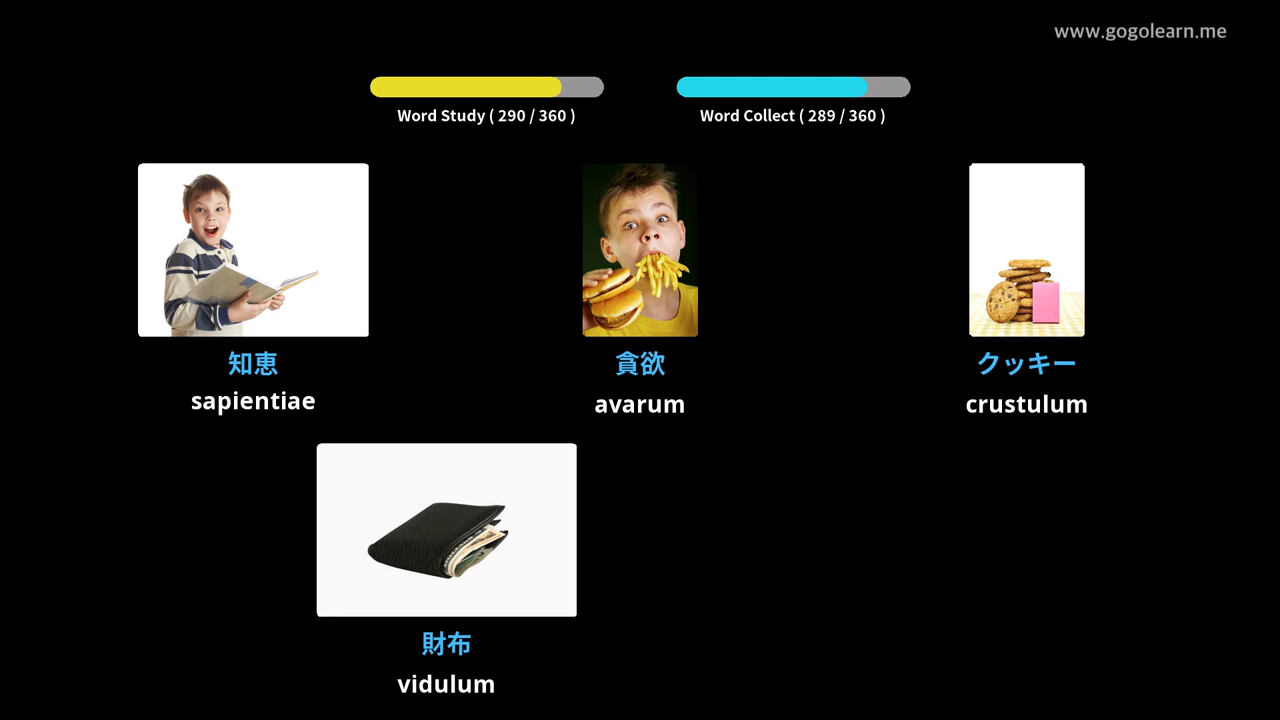 www.gogolearn.me
Word Study ( 290 / 360 )
Word Collect ( 289 / 360 )
知恵
sapientiae
貪欲
avarum
クッキー
crustulum
財布
vidulum